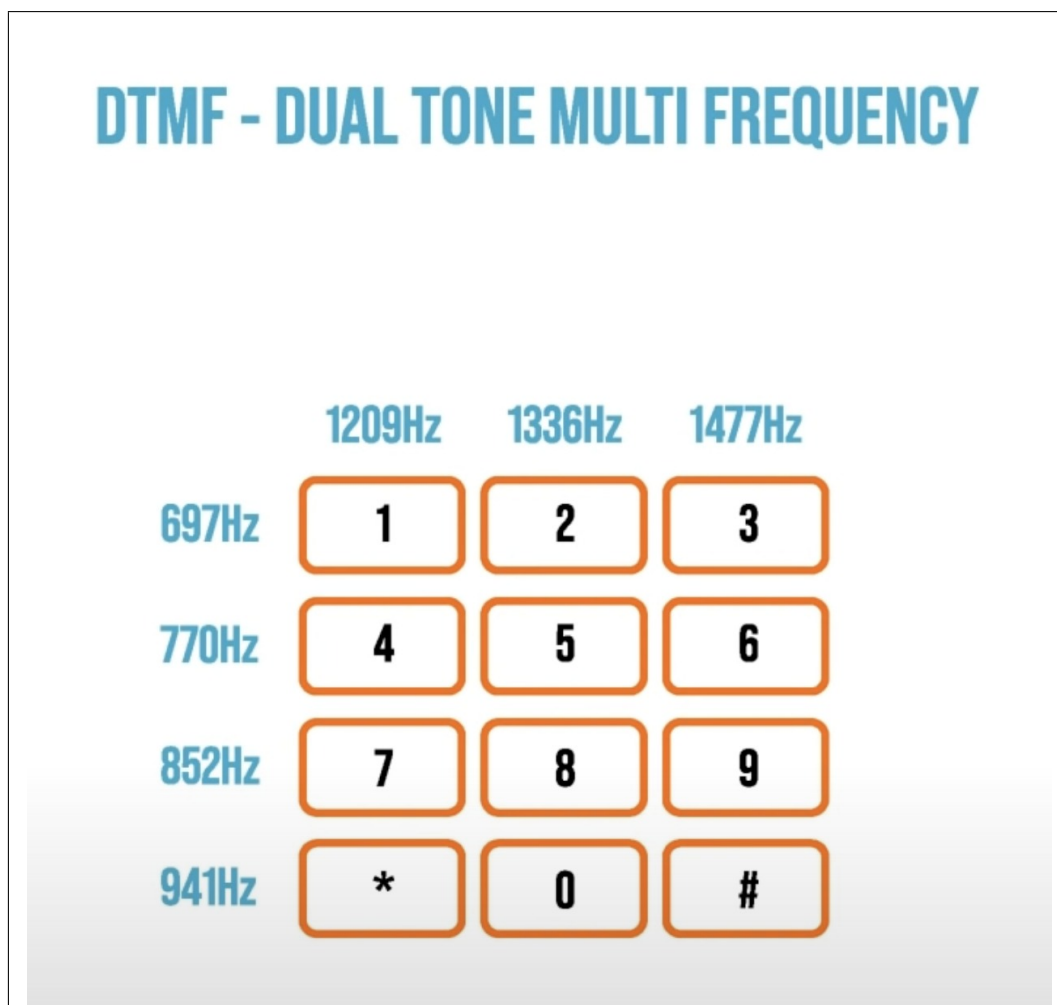 DTMF - DUAL TONE MULTI FREQUENCY
1209Hz 1336Hz 1477Hz
697Hz 1 2 3
770Hz 4 5 6
852Hz 7 8 9
941Hz * 0 #